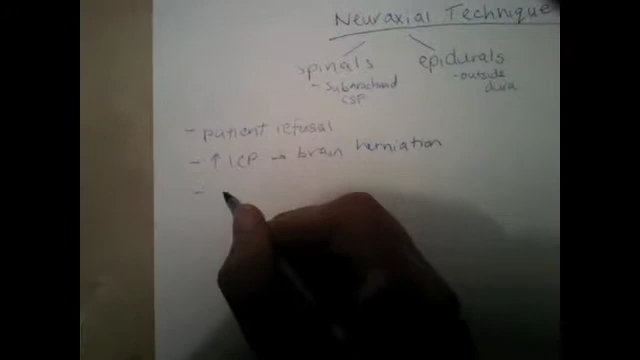 Neuraxial Technique
spinals
epidurals
- Subarachnoid
CSF
- outside
dura
- patient refusal
- ↑ ICP → brain herniation
-